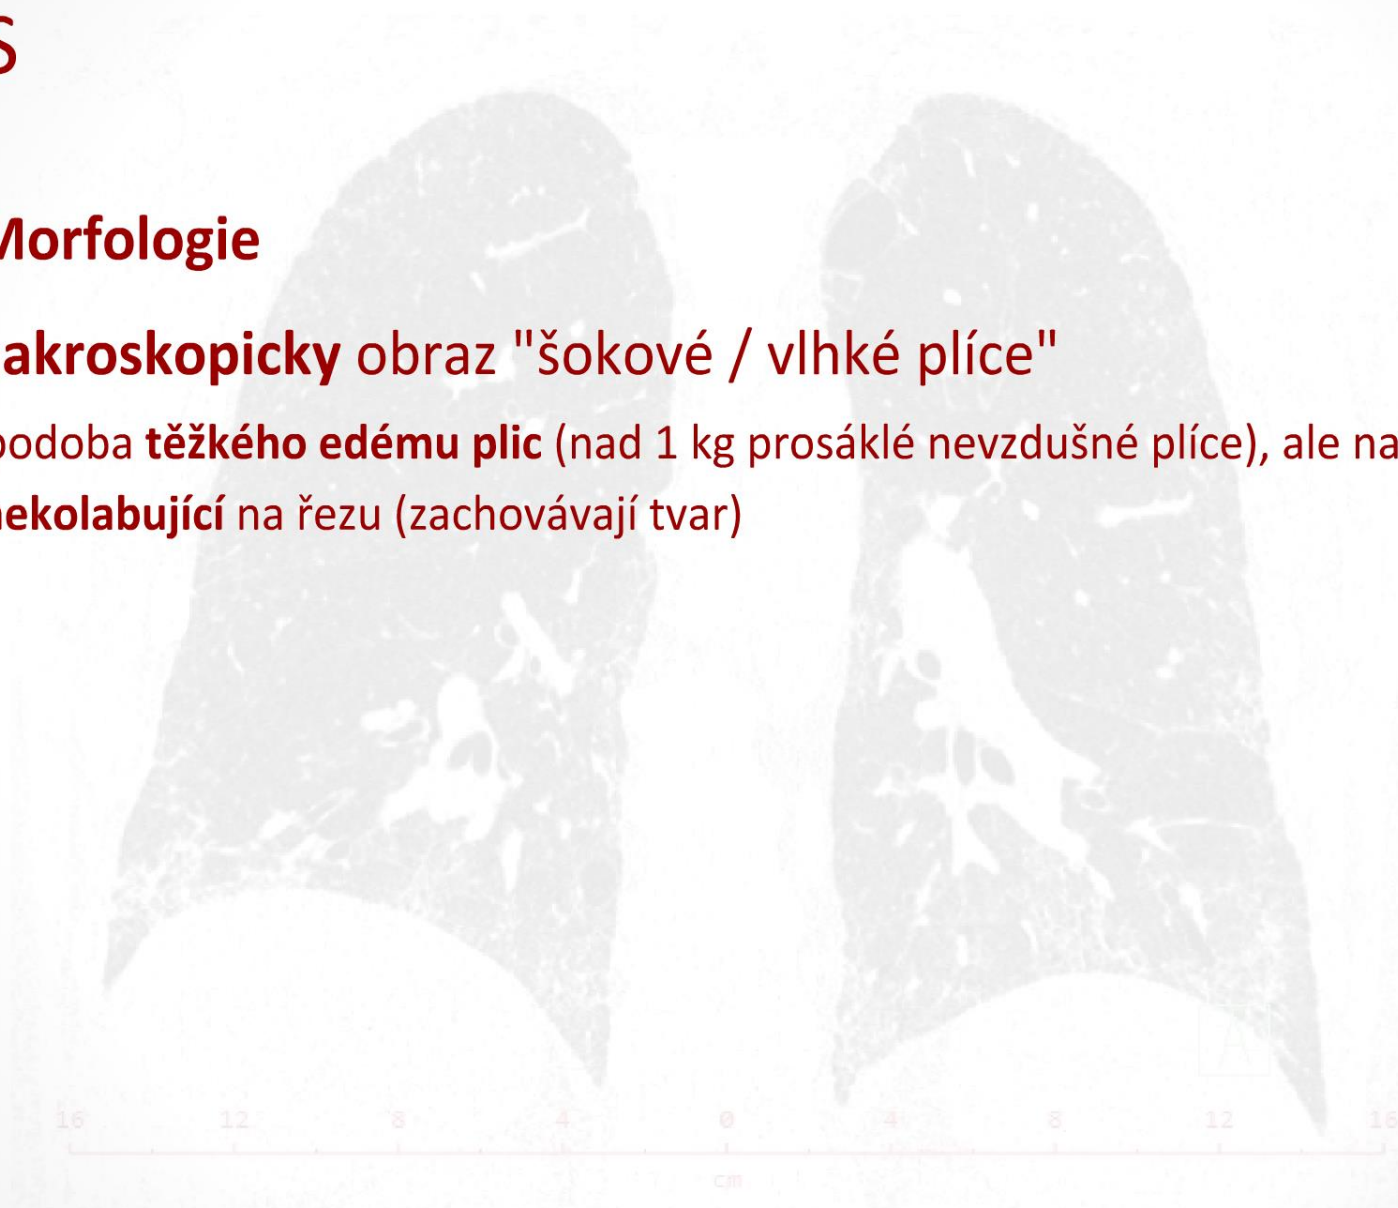 S
Morfologie
akroskopicky obraz "šokové / vlhké plíce"
podoba těžkého edému plic (nad 1 kg prosáklé nevzdušné plíce), ale na
nekolabující na řezu (zachovávají tvar)
A
16 12 8 4 0 4 8 12 16
cm